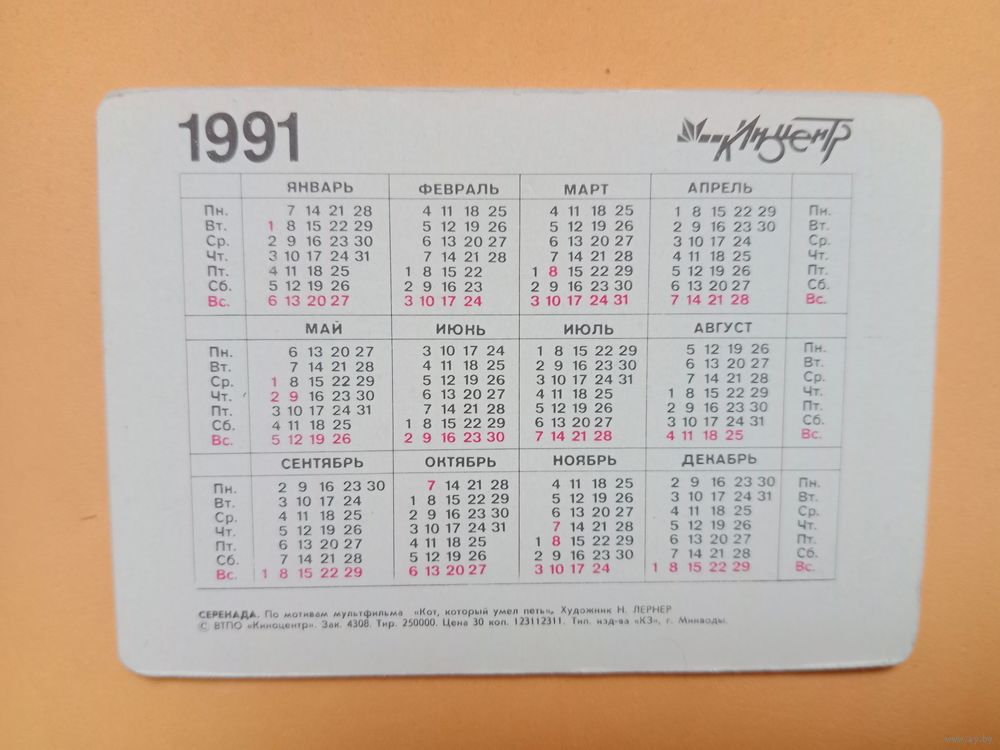 1991 КИНОЦЕНТР
ЯНВАРЬ ФЕВРАЛЬ МАРТ АПРЕЛЬ
Пн. 7 14 21 28 4 11 18 25 4 11 18 25 1 8 15 22 29 Пн.
Вт. 1 8 15 22 29 5 12 19 26 5 12 19 26 2 9 16 23 30 Вт.
Ср. 2 9 16 23 30 6 13 20 27 6 13 20 27 3 10 17 24 Ср.
Чт. 3 10 17 24 31 7 14 21 28 7 14 21 28 4 11 18 25 Чт.
Пт. 4 11 18 25 1 8 15 22 1 8 15 22 29 5 12 19 26 Пт.
Сб. 5 12 19 26 2 9 16 23 2 9 16 23 30 6 13 20 27 Сб.
Вс. 6 13 20 27 3 10 17 24 3 10 17 24 31 7 14 21 28 Вс.
МАЙ ИЮНЬ ИЮЛЬ АВГУСТ
Пн. 6 13 20 27 3 10 17 24 1 8 15 22 29 5 12 19 26 Пн.
Вт. 7 14 21 28 4 11 18 25 2 9 16 23 30 6 13 20 27 Вт.
Ср. 1 8 15 22 29 5 12 19 26 3 10 17 24 31 7 14 21 28 Ср.
Чт. 2 9 16 23 30 6 13 20 27 4 11 18 25 1 8 15 22 29 Чт.
Пт. 3 10 17 24 31 7 14 21 28 5 12 19 26 2 9 16 23 30 Пт.
Сб. 4 11 18 25 1 8 15 22 29 6 13 20 27 3 10 17 24 31 Сб.
Вс. 5 12 19 26 2 9 16 23 30 7 14 21 28 4 11 18 25 Вс.
СЕНТЯБРЬ ОКТЯБРЬ НОЯБРЬ ДЕКАБРЬ
Пн. 2 9 16 23 30 7 14 21 28 4 11 18 25 2 9 16 23 30 Пн.
Вт. 3 10 17 24 1 8 15 22 29 5 12 19 26 3 10 17 24 31 Вт.
Ср. 4 11 18 25 2 9 16 23 30 6 13 20 27 4 11 18 25 Ср.
Чт. 5 12 19 26 3 10 17 24 31 7 14 21 28 5 12 19 26 Чт.
Пт. 6 13 20 27 4 11 18 25 1 8 15 22 29 6 13 20 27 Пт.
Сб. 7 14 21 28 5 12 19 26 2 9 16 23 30 7 14 21 28 Сб.
Вс. 1 8 15 22 29 6 13 20 27 3 10 17 24 1 8 15 22 29 Вс.
СЕРЕНАДА. По мотивам мультфильма «Кот, который умел петь», Художник Н. ЛЕРНЕР
© ВТПО «Киноцентр». Зак. 4308. Тир. 250000. Цена 30 коп. 123112311. Тип. изд-ва «КЗ», г. Минводы.